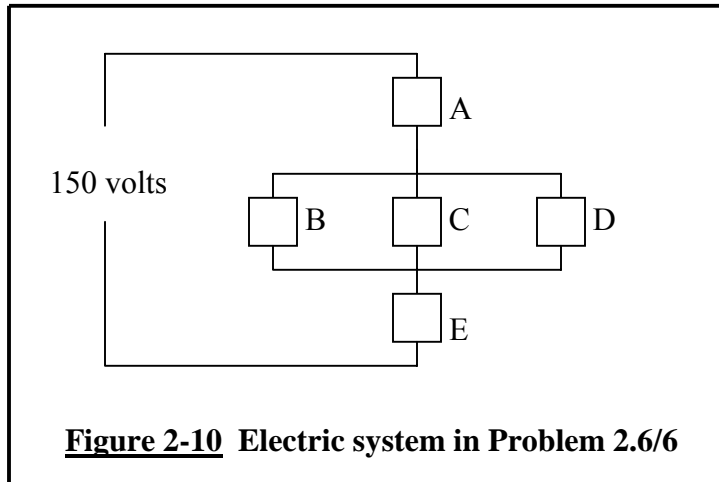 A
150 volts
B C D
E
Figure 2-10 Electric system in Problem 2.6/6